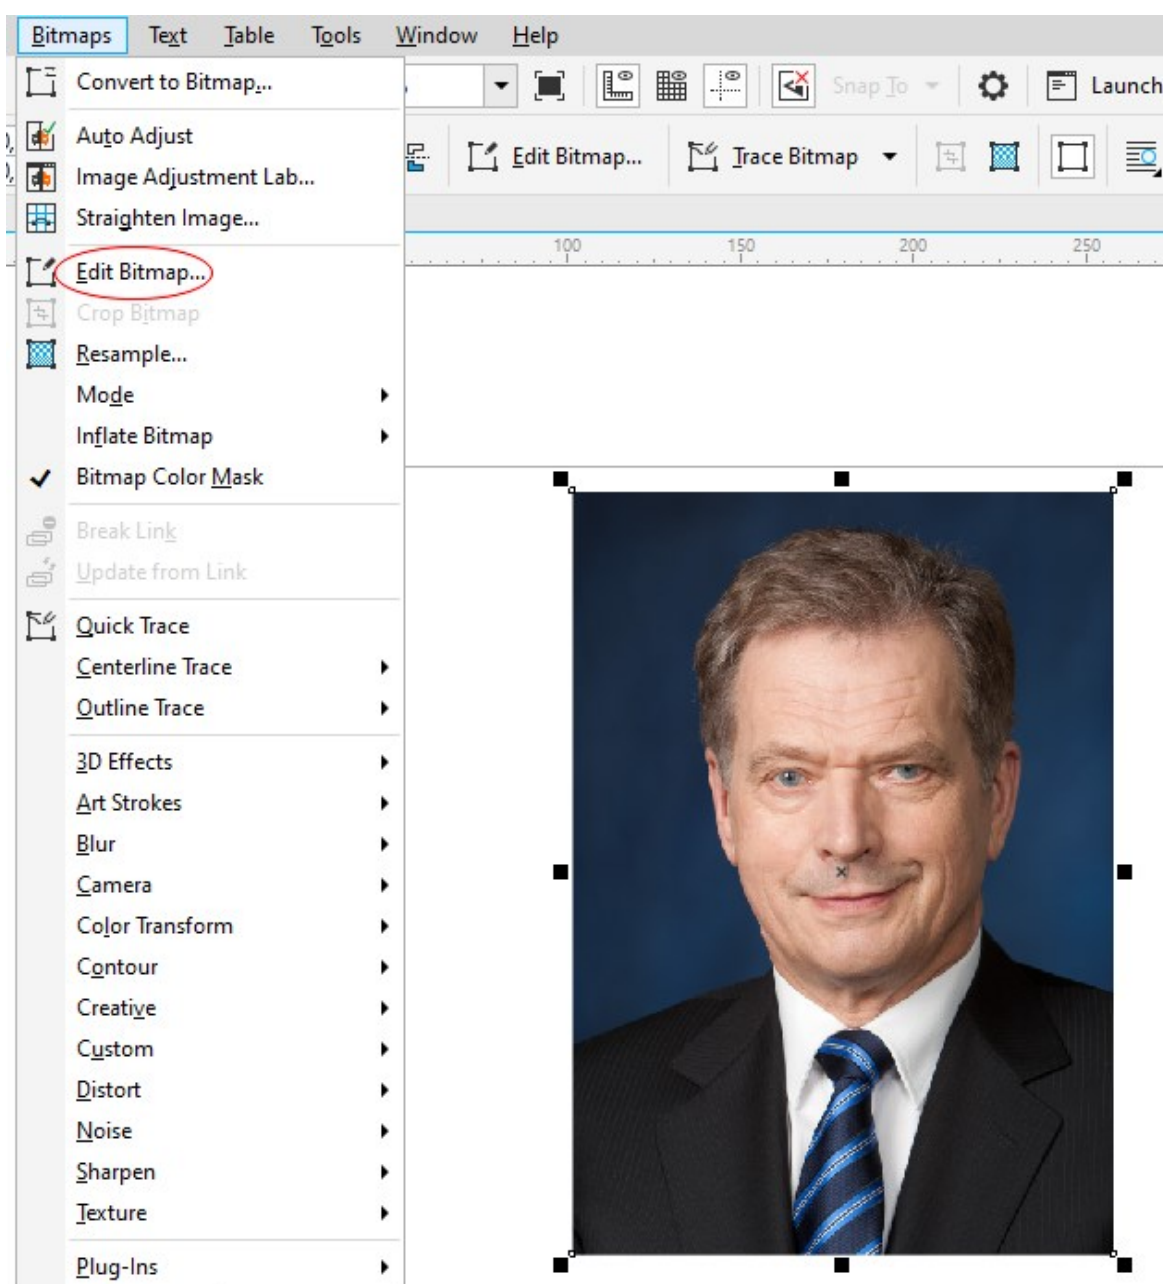 Bitmaps Text Table Tools Window Help
Convert to Bitmap...
Snap To Launch
Auto Adjust
Edit Bitmap... Trace Bitmap
Image Adjustment Lab...
Straighten Image...
100 150 200 250
Edit Bitmap...
Crop Bitmap
Resample...
Mode
Inflate Bitmap
Bitmap Color Mask
Break Link
Update from Link
Quick Trace
Centerline Trace
Outline Trace
3D Effects
Art Strokes
Blur
Camera
Color Transform
Contour
Creative
Custom
Distort
Noise
Sharpen
Texture
Plug-Ins